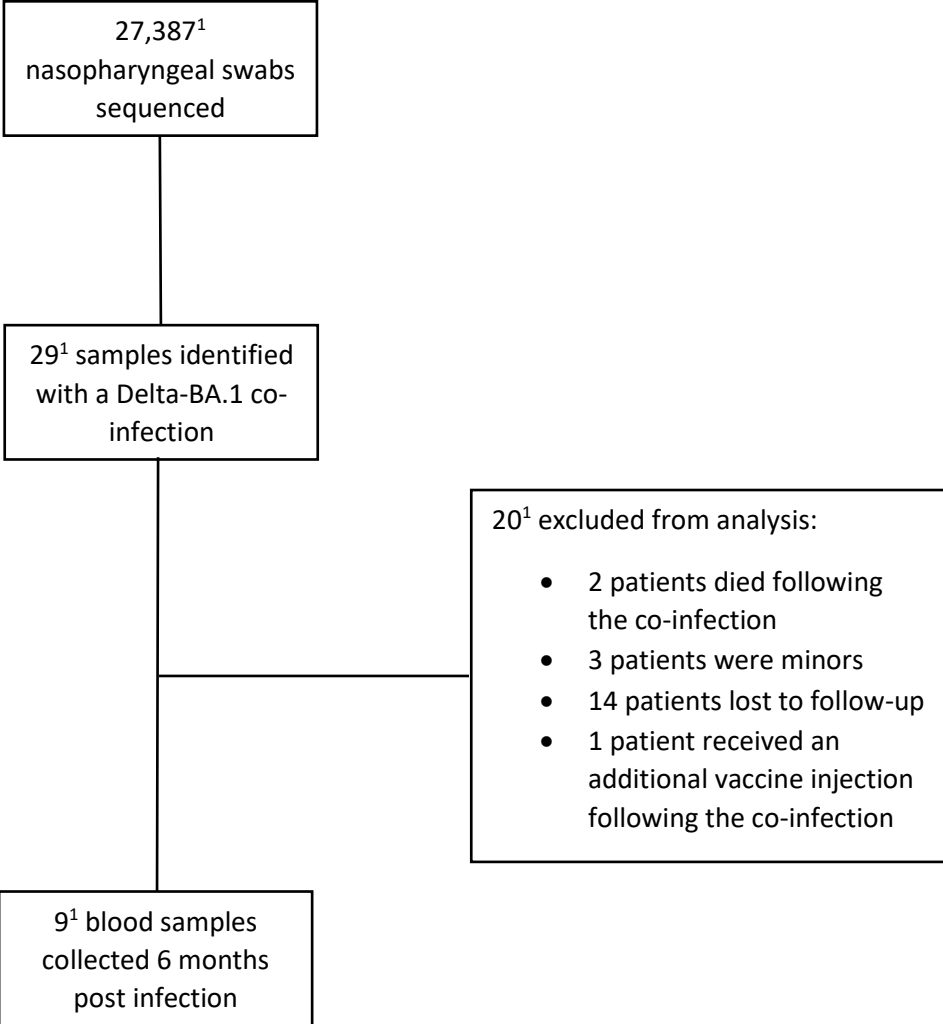 27,387¹
nasopharyngeal swabs
sequenced
29¹ samples identified
with a Delta-BA.1 co-
infection
20¹ excluded from analysis:
• 2 patients died following
the co-infection
• 3 patients were minors
• 14 patients lost to follow-up
• 1 patient received an
additional vaccine injection
following the co-infection
9¹ blood samples
collected 6 months
post infection